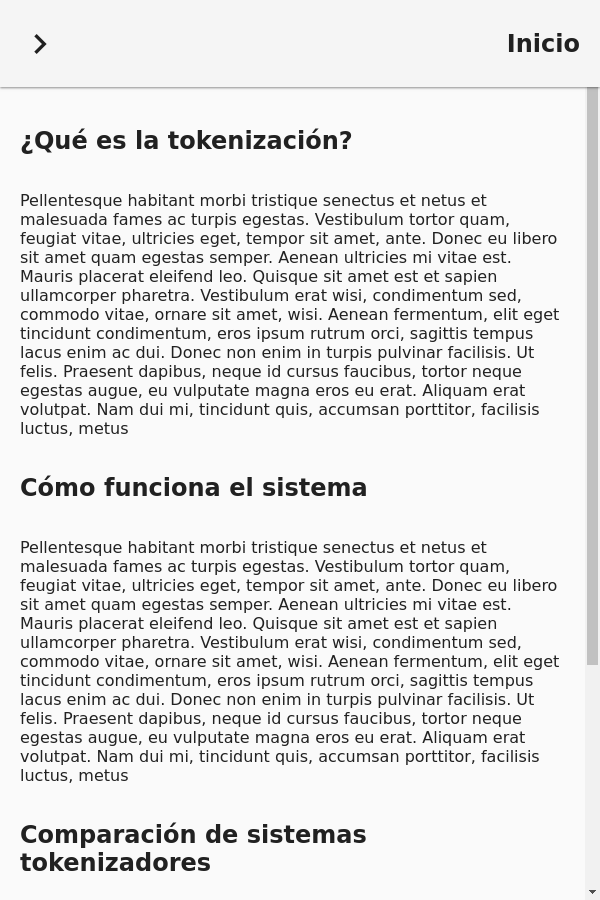 Inicio
¿Qué es la tokenización?
Pellentesque habitant morbi tristique senectus et netus et
malesuada fames ac turpis egestas. Vestibulum tortor quam,
feugiat vitae, ultricies eget, tempor sit amet, ante. Donec eu libero
sit amet quam egestas semper. Aenean ultricies mi vitae est.
Mauris placerat eleifend leo. Quisque sit amet est et sapien
ullamcorper pharetra. Vestibulum erat wisi, condimentum sed,
commodo vitae, ornare sit amet, wisi. Aenean fermentum, elit eget
tincidunt condimentum, eros ipsum rutrum orci, sagittis tempus
lacus enim ac dui. Donec non enim in turpis pulvinar facilisis. Ut
felis. Praesent dapibus, neque id cursus faucibus, tortor neque
egestas augue, eu vulputate magna eros eu erat. Aliquam erat
volutpat. Nam dui mi, tincidunt quis, accumsan porttitor, facilisis
luctus, metus
Cómo funciona el sistema
Pellentesque habitant morbi tristique senectus et netus et
malesuada fames ac turpis egestas. Vestibulum tortor quam,
feugiat vitae, ultricies eget, tempor sit amet, ante. Donec eu libero
sit amet quam egestas semper. Aenean ultricies mi vitae est.
Mauris placerat eleifend leo. Quisque sit amet est et sapien
ullamcorper pharetra. Vestibulum erat wisi, condimentum sed,
commodo vitae, ornare sit amet, wisi. Aenean fermentum, elit eget
tincidunt condimentum, eros ipsum rutrum orci, sagittis tempus
lacus enim ac dui. Donec non enim in turpis pulvinar facilisis. Ut
felis. Praesent dapibus, neque id cursus faucibus, tortor neque
egestas augue, eu vulputate magna eros eu erat. Aliquam erat
volutpat. Nam dui mi, tincidunt quis, accumsan porttitor, facilisis
luctus, metus
Comparación de sistemas
tokenizadores